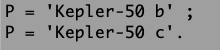 P = 'Kepler-50 b' ;
P = 'Kepler-50 c'.